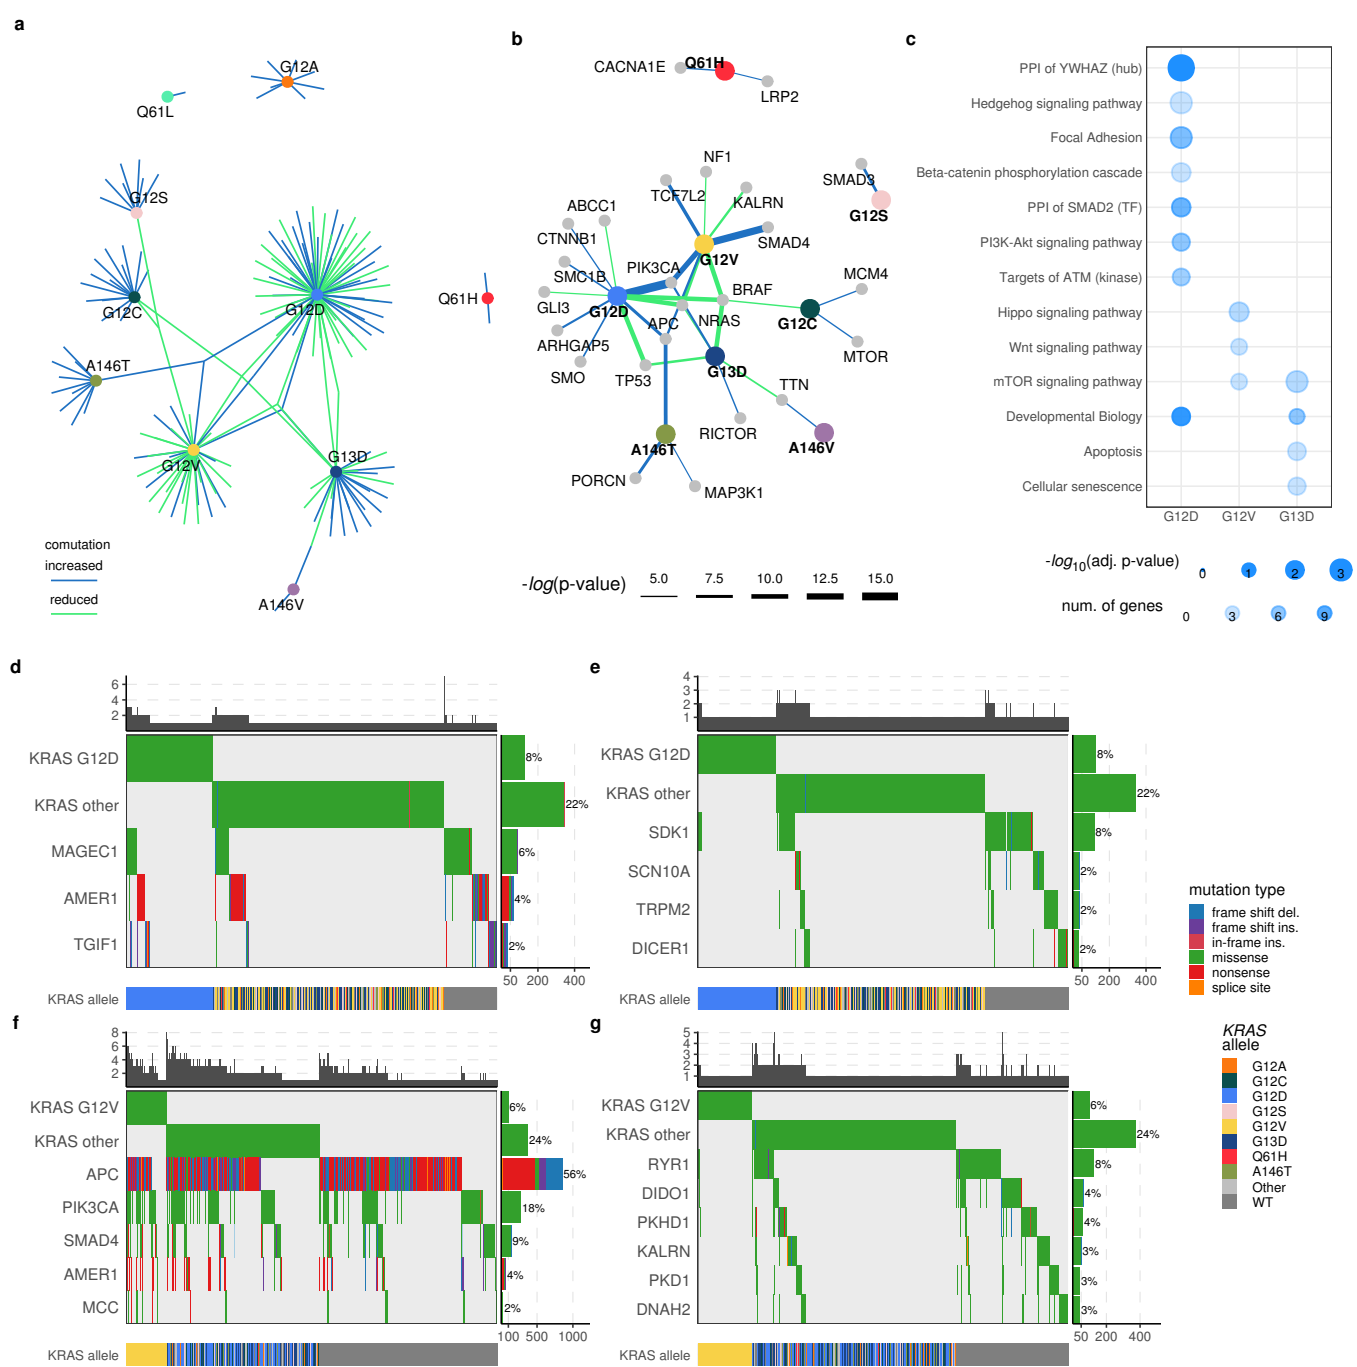 a
G12A
Q61L
G12S
G12C
G12D
Q61H
A146T
G12V
G13D
A146V
comutation
increased
reduced
b
CACNA1E
Q61H
LRP2
NF1
TCF7L2
KALRN
SMAD3
G12S
ABCC1
CTNNB1
SMAD4
G12V
SMC1B
PIK3CA
MCM4
BRAF
GLI3
G12D
APC
NRAS
G12C
ARHGAP5
MTOR
SMO
TP53
G13D
TTN
RICTOR
A146T
A146V
PORCN
MAP3K1
-log(p-value)
5.0 7.5 10.0 12.5 15.0
c
PPI of YWHAZ (hub)
Hedgehog signaling pathway
Focal Adhesion
Beta-catenin phosphorylation cascade
PPI of SMAD2 (TF)
PI3K-Akt signaling pathway
Targets of ATM (kinase)
Hippo signaling pathway
Wnt signaling pathway
mTOR signaling pathway
Developmental Biology
Apoptosis
Cellular senescence
G12D G12V G13D
-log10(adj. p-value) 0 1 2 3
num. of genes 0 3 6 9
d
6
4
2
KRAS G12D 8%
KRAS other 22%
MAGEC1 6%
AMER1 4%
TGIF1 2%
50 200 400
KRAS allele
e
4
3
2
1
KRAS G12D 8%
KRAS other 22%
SDK1 8%
SCN10A 2%
TRPM2 2%
DICER1 2%
50 200 400
KRAS allele
mutation type
frame shift del.
frame shift ins.
in-frame ins.
missense
nonsense
splice site
f
8
6
4
2
KRAS G12V 6%
KRAS other 24%
APC 56%
PIK3CA 18%
SMAD4 9%
AMER1 4%
MCC 2%
100 500 1000
KRAS allele
g
5
4
3
2
1
KRAS G12V 6%
KRAS other 24%
RYR1 8%
DIDO1 4%
PKHD1 4%
KALRN 3%
PKD1 3%
DNAH2 3%
50 200 400
KRAS allele
KRAS
allele
G12A
G12C
G12D
G12S
G12V
G13D
Q61H
A146T
Other
WT